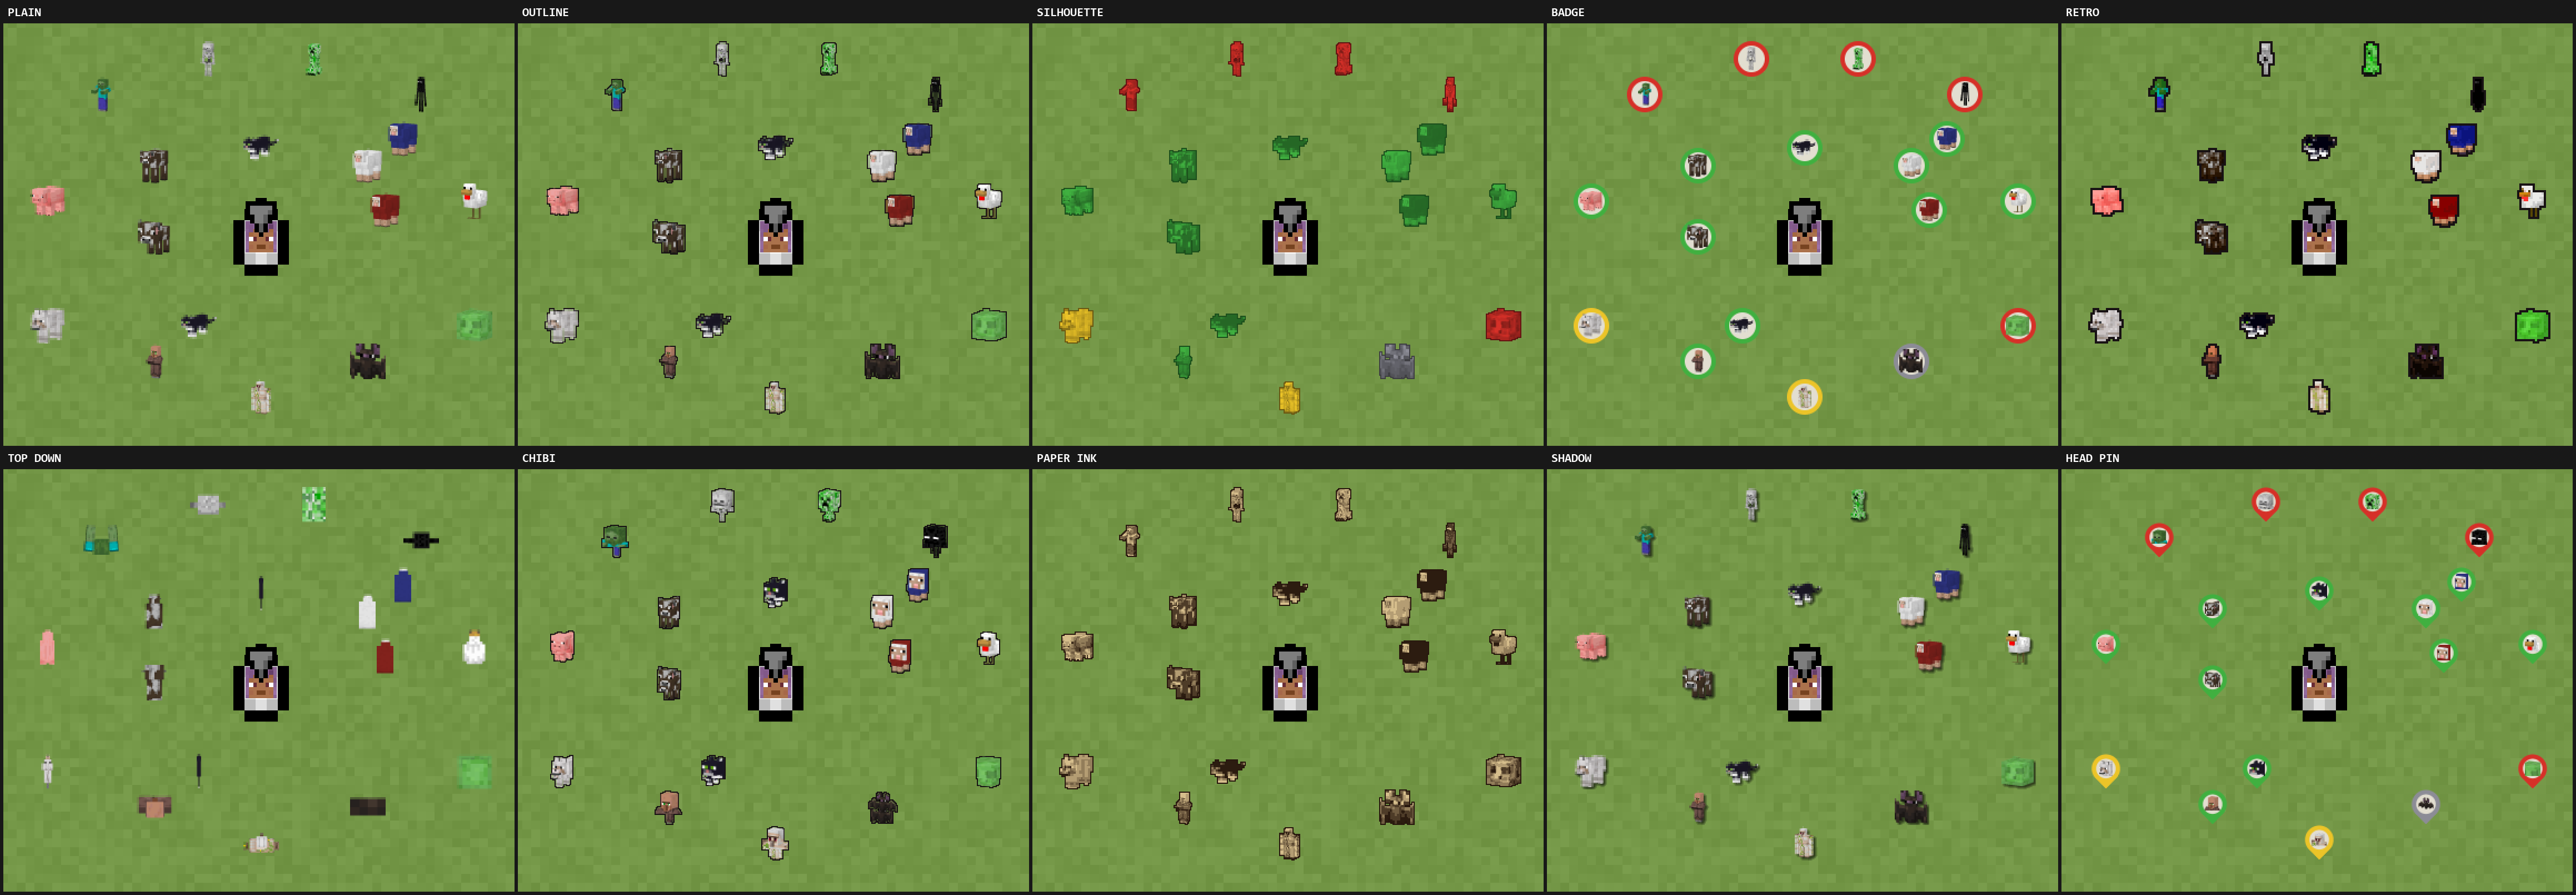 PLAIN
OUTLINE
SILHOUETTE
BADGE
RETRO
TOP DOWN
CHIBI
PAPER INK
SHADOW
HEAD PIN